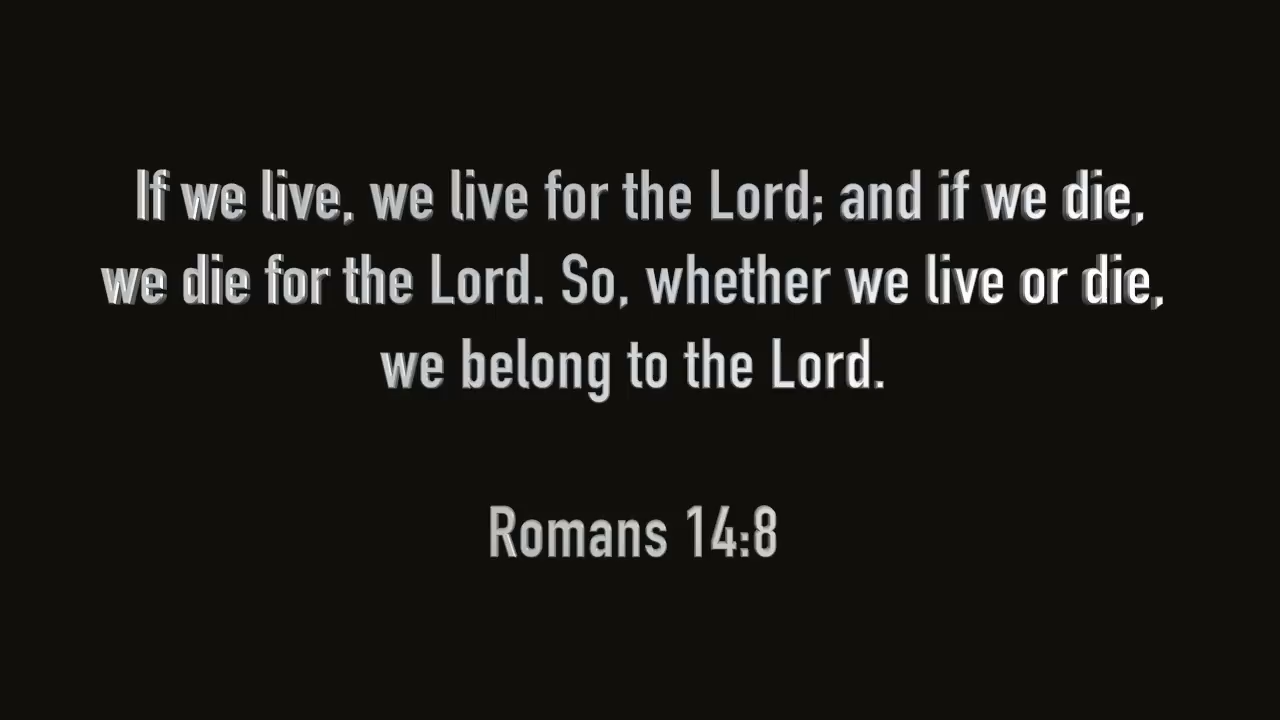 If we live, we live for the Lord; and if we die,
we die for the Lord. So, whether we live or die,
we belong to the Lord.
Romans 14:8